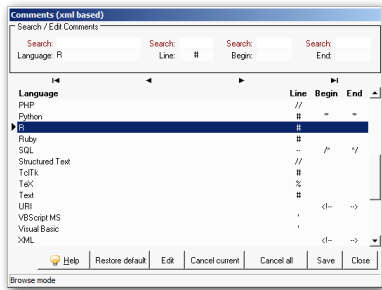 Comments (xml based)
Search / Edit Comments
Search: Search: Search: Search:
Language: R Line: # Begin: End:
Language Line Begin End
PHP //
Python #
R #
Ruby #
SQL -- /* */
Structured Text //
TclTk #
TeX %
Text #
URI <!-- -->
VBScript MS '
Visual Basic '
XML <!-- -->
Help Restore default Edit Cancel current Cancel all Save Close
Browse mode